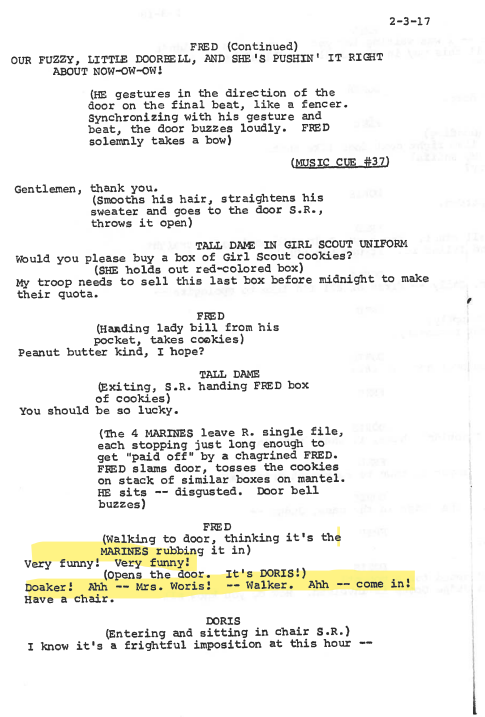 2-3-17
FRED (Continued)
OUR FUZZY, LITTLE DOORBELL, AND SHE'S PUSHIN' IT RIGHT
ABOUT NOW-OW-OW!
(HE gestures in the direction of the
door on the final beat, like a fencer.
Synchronizing with his gesture and
beat, the door buzzes loudly. FRED
solemnly takes a bow)
(MUSIC CUE #37)
Gentlemen, thank you.
(Smooths his hair, straightens his
sweater and goes to the door S.R.,
throws it open)
TALL DAME IN GIRL SCOUT UNIFORM
Would you please buy a box of Girl Scout cookies?
(SHE holds out red-colored box)
My troop needs to sell this last box before midnight to make
their quota.
FRED
(Handing lady bill from his
pocket, takes cookies)
Peanut butter kind, I hope?
TALL DAME
(Exiting, S.R. handing FRED box
of cookies)
You should be so lucky.
(The 4 MARINES leave R. single file,
each stopping just long enough to
get "paid off" by a chagrined FRED.
FRED slams door, tosses the cookies
on stack of similar boxes on mantel.
HE sits -- disgusted. Door bell
buzzes)
FRED
(Walking to door, thinking it's the
MARINES rubbing it in)
Very funny! Very funny!
(Opens the door. It's DORIS!)
Doaker! Ahh -- Mrs. Woris! -- Walker. Ahh -- come in!
Have a chair.
DORIS
(Entering and sitting in chair S.R.)
I know it's a frightful imposition at this hour --